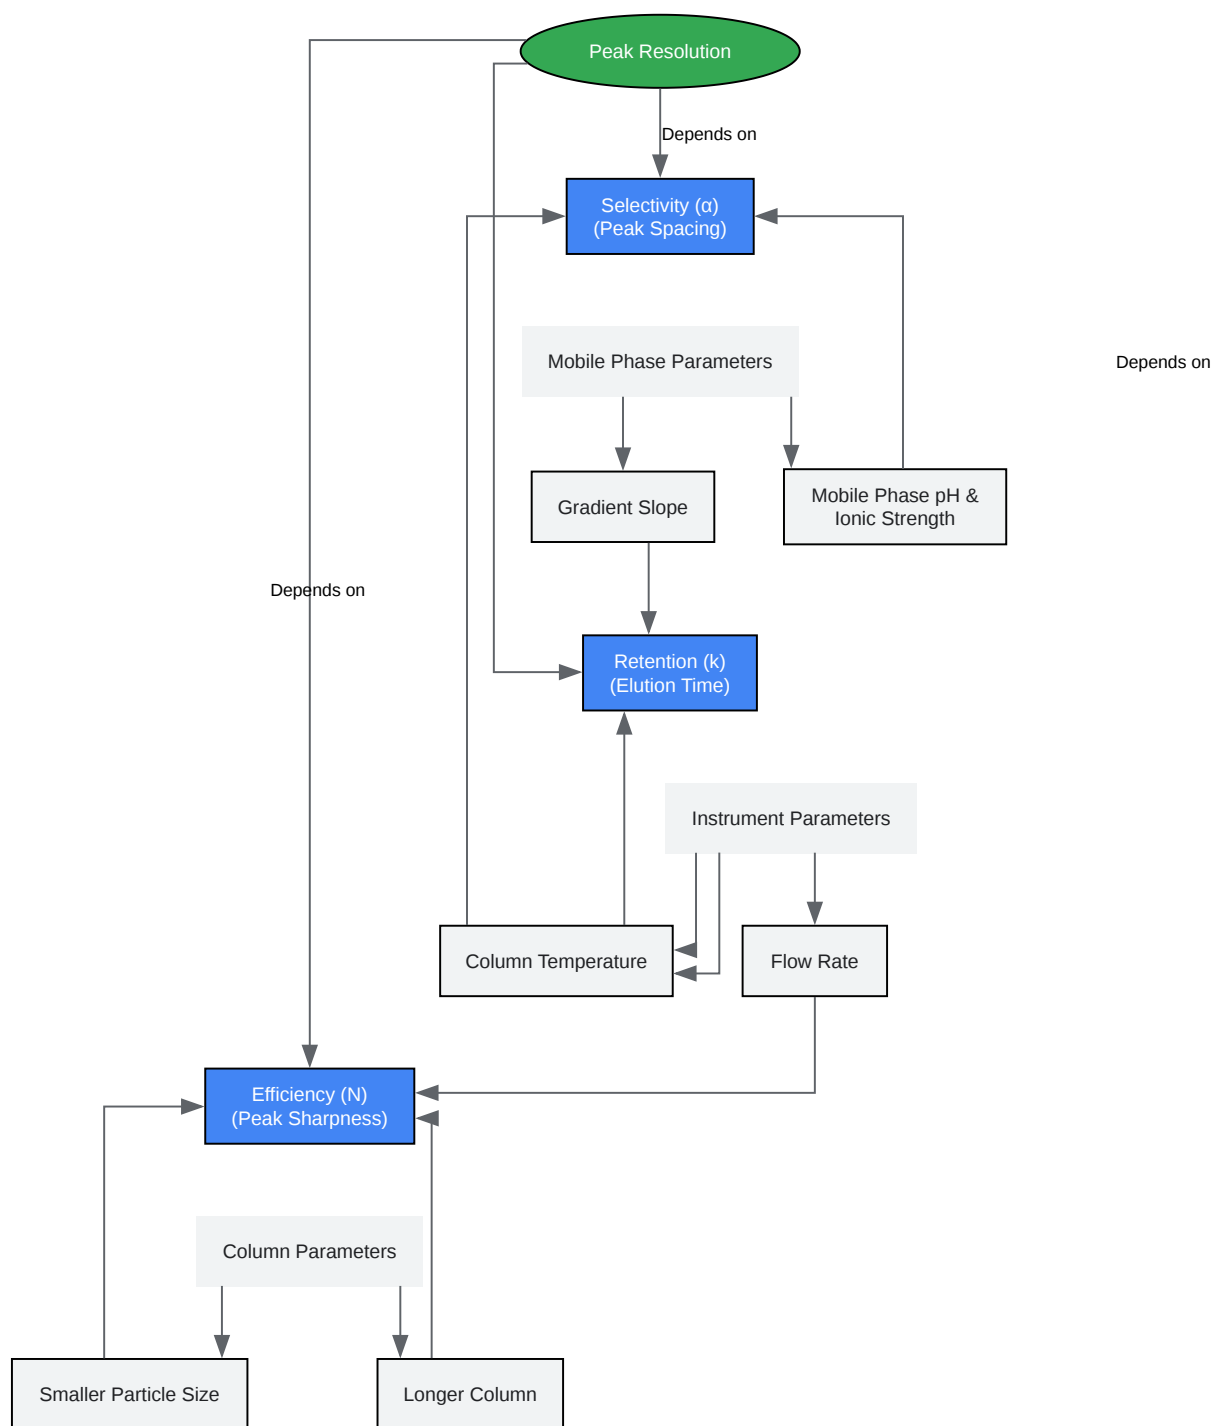 Peak Resolution
Depends on
Selectivity (α)
(Peak Spacing)
Mobile Phase Parameters
Depends on
Gradient Slope
Mobile Phase pH &
Ionic Strength
Depends on
Retention (k)
(Elution Time)
Instrument Parameters
Column Temperature
Flow Rate
Efficiency (N)
(Peak Sharpness)
Column Parameters
Smaller Particle Size
Longer Column